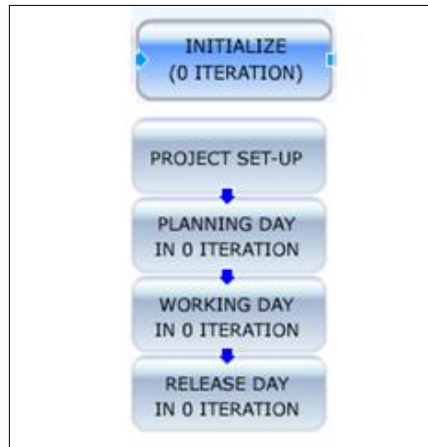 INITIALIZE
(0 ITERATION)
PROJECT SET-UP
PLANNING DAY
IN 0 ITERATION
WORKING DAY
IN 0 ITERATION
RELEASE DAY
IN 0 ITERATION